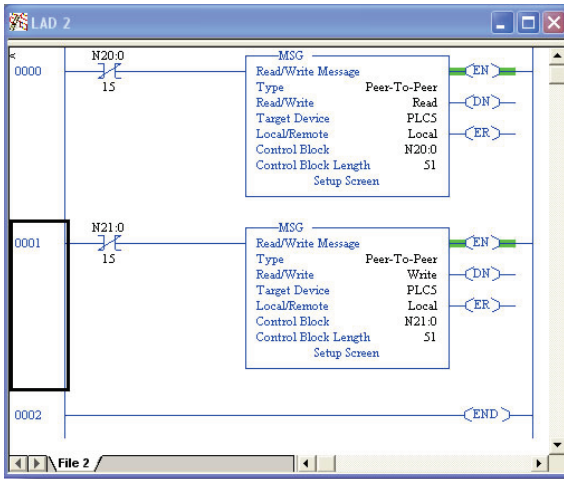 LAD 2
0000
N20:0
15
MSG
Read/Write Message
Type Peer-To-Peer
Read/Write Read
Target Device PLC5
Local/Remote Local
Control Block N20:0
Control Block Length 51
Setup Screen
EN
DN
ER
0001
N21:0
15
MSG
Read/Write Message
Type Peer-To-Peer
Read/Write Write
Target Device PLC5
Local/Remote Local
Control Block N21:0
Control Block Length 51
Setup Screen
EN
DN
ER
0002
END
File 2